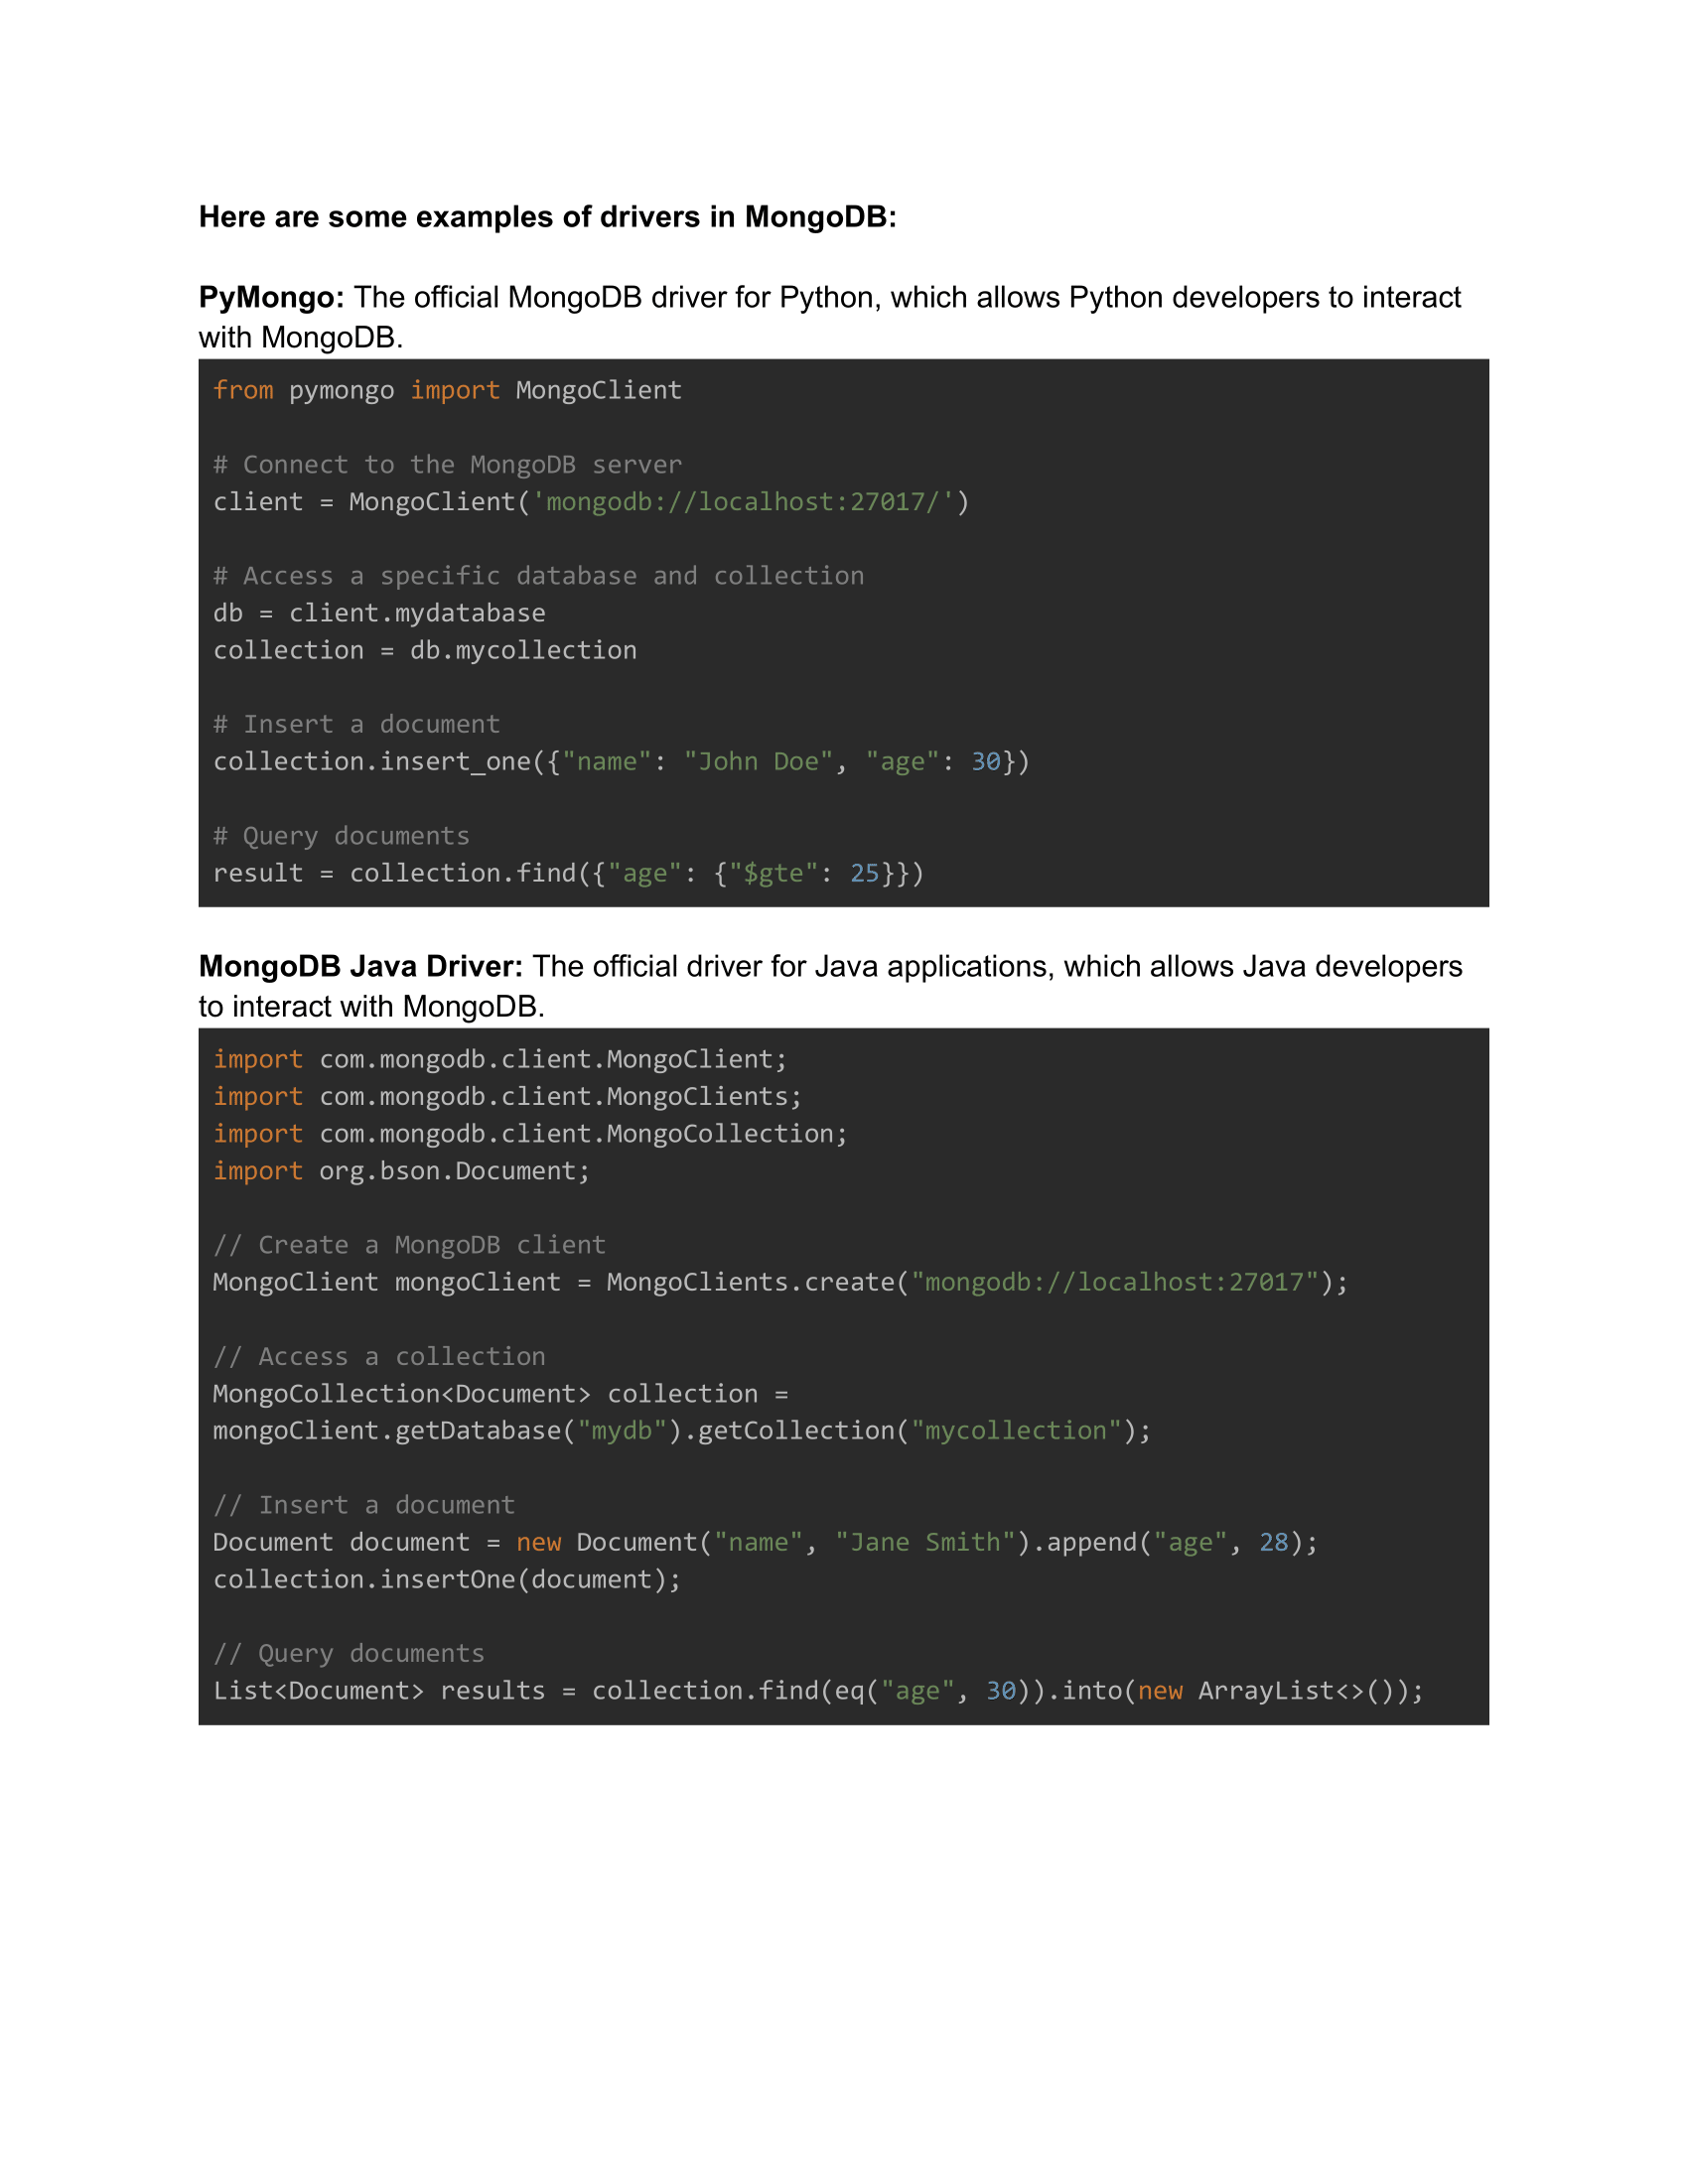 Here are some examples of drivers in MongoDB:
PyMongo: The official MongoDB driver for Python, which allows Python developers to interact
with MongoDB.
from pymongo import MongoClient
# Connect to the MongoDB server
client = MongoClient('mongodb://localhost:27017/')
# Access a specific database and collection
db = client.mydatabase
collection = db.mycollection
# Insert a document
collection.insert_one({"name": "John Doe", "age": 30})
# Query documents
result = collection.find({"age": {"$gte": 25}})
MongoDB Java Driver: The official driver for Java applications, which allows Java developers
to interact with MongoDB.
import com.mongodb.client.MongoClient;
import com.mongodb.client.MongoClients;
import com.mongodb.client.MongoCollection;
import org.bson.Document;
// Create a MongoDB client
MongoClient mongoClient = MongoClients.create("mongodb://localhost:27017");
// Access a collection
MongoCollection<Document> collection =
mongoClient.getDatabase("mydb").getCollection("mycollection");
// Insert a document
Document document = new Document("name", "Jane Smith").append("age", 28);
collection.insertOne(document);
// Query documents
List<Document> results = collection.find(eq("age", 30)).into(new ArrayList<>());